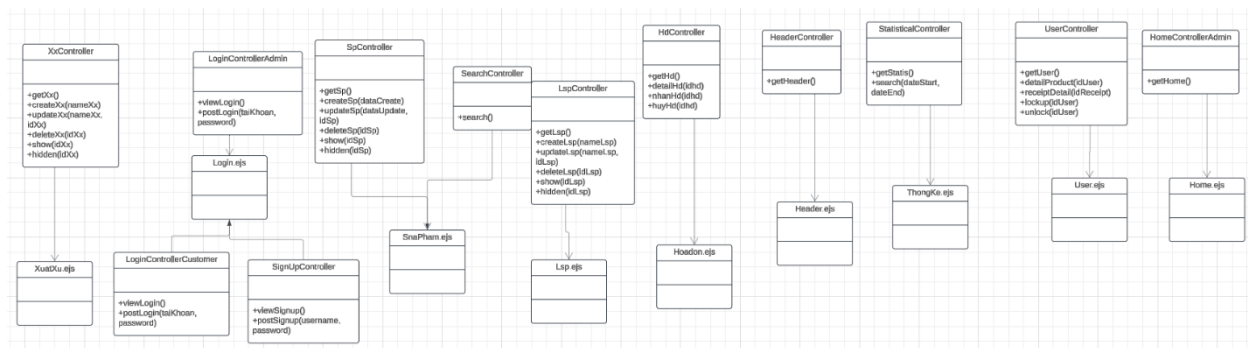 XxController
+getXx()
+createXx(nameXx)
+updateXx(nameXx,
idXx)
+deleteXx(idXx)
+show(idXx)
+hidden(idXx)
XuatXu.ejs
LoginControllerAdmin
+viewLogin()
+postLogin(taiKhoan,
password)
Login.ejs
LoginControllerCustomer
+viewLogin()
+postLogin(taiKhoan,
password)
SignUpController
+viewSignup()
+postSignup(username,
password)
SpController
+getSp()
+createSp(dataCreate)
+updateSp(dataUpdate,
idSp)
+deleteSp(idSp)
+show(idSp)
+hidden(idSp)
SearchController
+search()
SnaPham.ejs
LspController
+getLsp()
+createLsp(nameLsp)
+updateLsp(nameLsp,
idLsp)
+deleteLsp(idLsp)
+show(idLsp)
+hidden(idLsp)
Lsp.ejs
HdController
+getHd()
+detailHd(idhd)
+nhanHd(idhd)
+huyHd(idhd)
Hoadon.ejs
HeaderController
+getHeader()
Header.ejs
StatisticalController
+getStatis()
+search(dateStart,
dateEnd)
ThongKe.ejs
UserController
+getUser()
+detailProduct(idUser)
+receiptDetail(idReceipt)
+lockup(idUser)
+unlock(idUser)
User.ejs
HomeControllerAdmin
+getHome()
Home.ejs